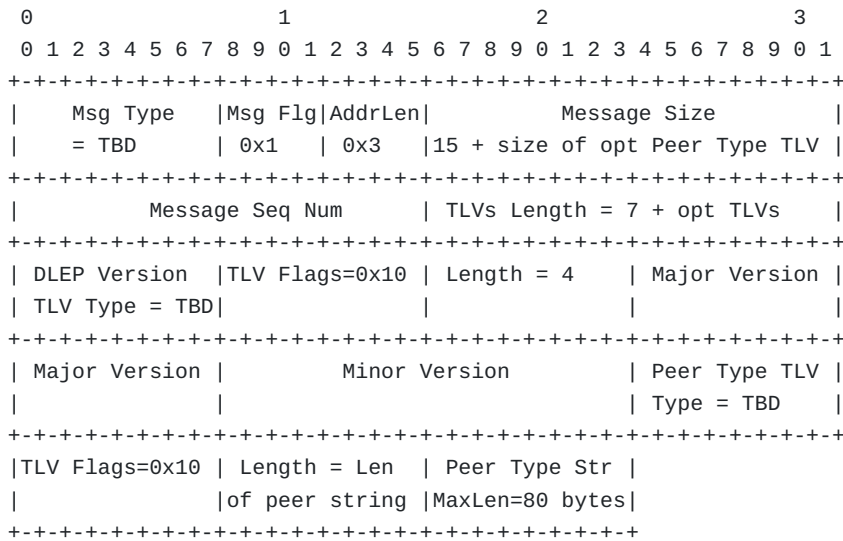 0                   1                   2                   3
 0 1 2 3 4 5 6 7 8 9 0 1 2 3 4 5 6 7 8 9 0 1 2 3 4 5 6 7 8 9 0 1
+-+-+-+-+-+-+-+-+-+-+-+-+-+-+-+-+-+-+-+-+-+-+-+-+-+-+-+-+-+-+-+-+
|    Msg Type   |Msg Flg|AddrLen|          Message Size         |
|    = TBD      | 0x1   | 0x3   |15 + size of opt Peer Type TLV |
+-+-+-+-+-+-+-+-+-+-+-+-+-+-+-+-+-+-+-+-+-+-+-+-+-+-+-+-+-+-+-+-+
|          Message Seq Num      | TLVs Length = 7 + opt TLVs    |
+-+-+-+-+-+-+-+-+-+-+-+-+-+-+-+-+-+-+-+-+-+-+-+-+-+-+-+-+-+-+-+-+
| DLEP Version  |TLV Flags=0x10 | Length = 4    | Major Version |
| TLV Type = TBD|               |               |               |
+-+-+-+-+-+-+-+-+-+-+-+-+-+-+-+-+-+-+-+-+-+-+-+-+-+-+-+-+-+-+-+-+
| Major Version |         Minor Version         | Peer Type TLV |
|               |                               | Type = TBD    |
+-+-+-+-+-+-+-+-+-+-+-+-+-+-+-+-+-+-+-+-+-+-+-+-+-+-+-+-+-+-+-+-+
|TLV Flags=0x10 | Length = Len  | Peer Type Str |
|               |of peer string |MaxLen=80 bytes|
+-+-+-+-+-+-+-+-+-+-+-+-+-+-+-+-+-+-+-+-+-+-+-+-+